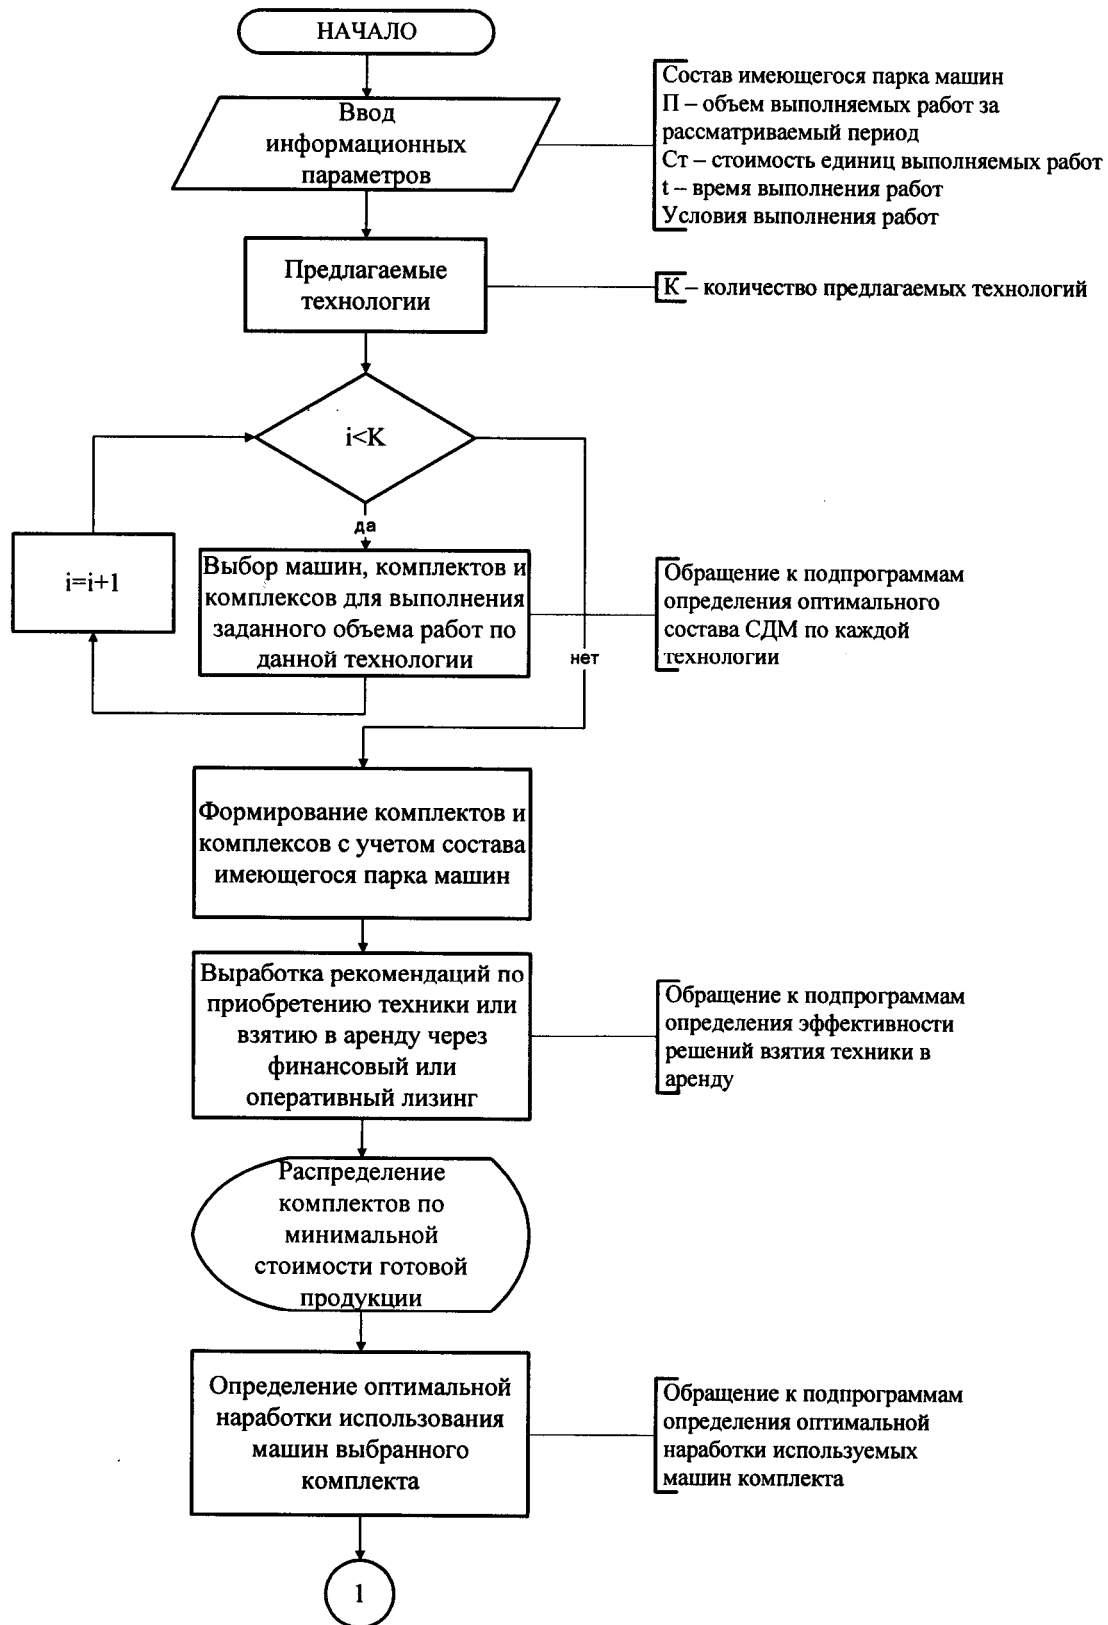 НАЧАЛО
Ввод
информационных
параметров
Состав имеющегося парка машин
П – объем выполняемых работ за
рассматриваемый период
Ст – стоимость единиц выполняемых работ
t – время выполнения работ
Условия выполнения работ
Предлагаемые
технологии
К – количество предлагаемых технологий
i<K
да
i=i+1
Выбор машин, комплектов и
комплексов для выполнения
заданного объема работ по
данной технологии
нет
Обращение к подпрограммам
определения оптимального
состава СДМ по каждой
технологии
Формирование комплектов и
комплексов с учетом состава
имеющегося парка машин
Выработка рекомендаций по
приобретению техники или
взятию в аренду через
финансовый или
оперативный лизинг
Обращение к подпрограммам
определения эффективности
решений взятия техники в
аренду
Распределение
комплектов по
минимальной
стоимости готовой
продукции
Определение оптимальной
наработки использования
машин выбранного
комплекта
Обращение к подпрограммам
определения оптимальной
наработки используемых
машин комплекта
1